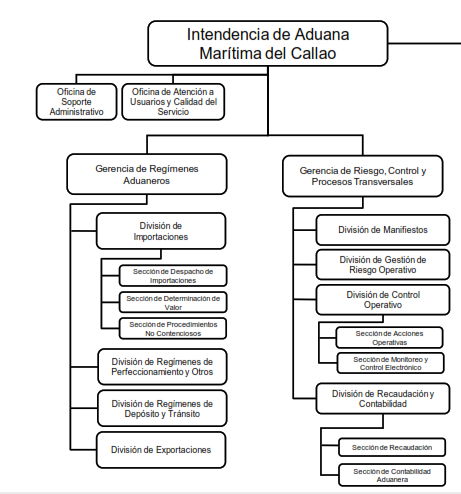 Intendencia de Aduana
Marítima del Callao
Oficina de
Soporte
Administrativo
Oficina de Atención a
Usuarios y Calidad del
Servicio
Gerencia de Regímenes
Aduaneros
División de
Importaciones
Sección de Despacho de
Importaciones
Sección de Determinación de
Valor
Sección de Procedimientos
No Contenciosos
División de Regímenes de
Perfeccionamiento y Otros
División de Regímenes de
Depósito y Tránsito
División de Exportaciones
Gerencia de Riesgo, Control y
Procesos Transversales
División de Manifiestos
División de Gestión de
Riesgo Operativo
División de Control
Operativo
Sección de Acciones
Operativas
Sección de Monitoreo y
Control Electrónico
División de Recaudación y
Contabilidad
Sección de Recaudación
Sección de Contabilidad
Aduanera